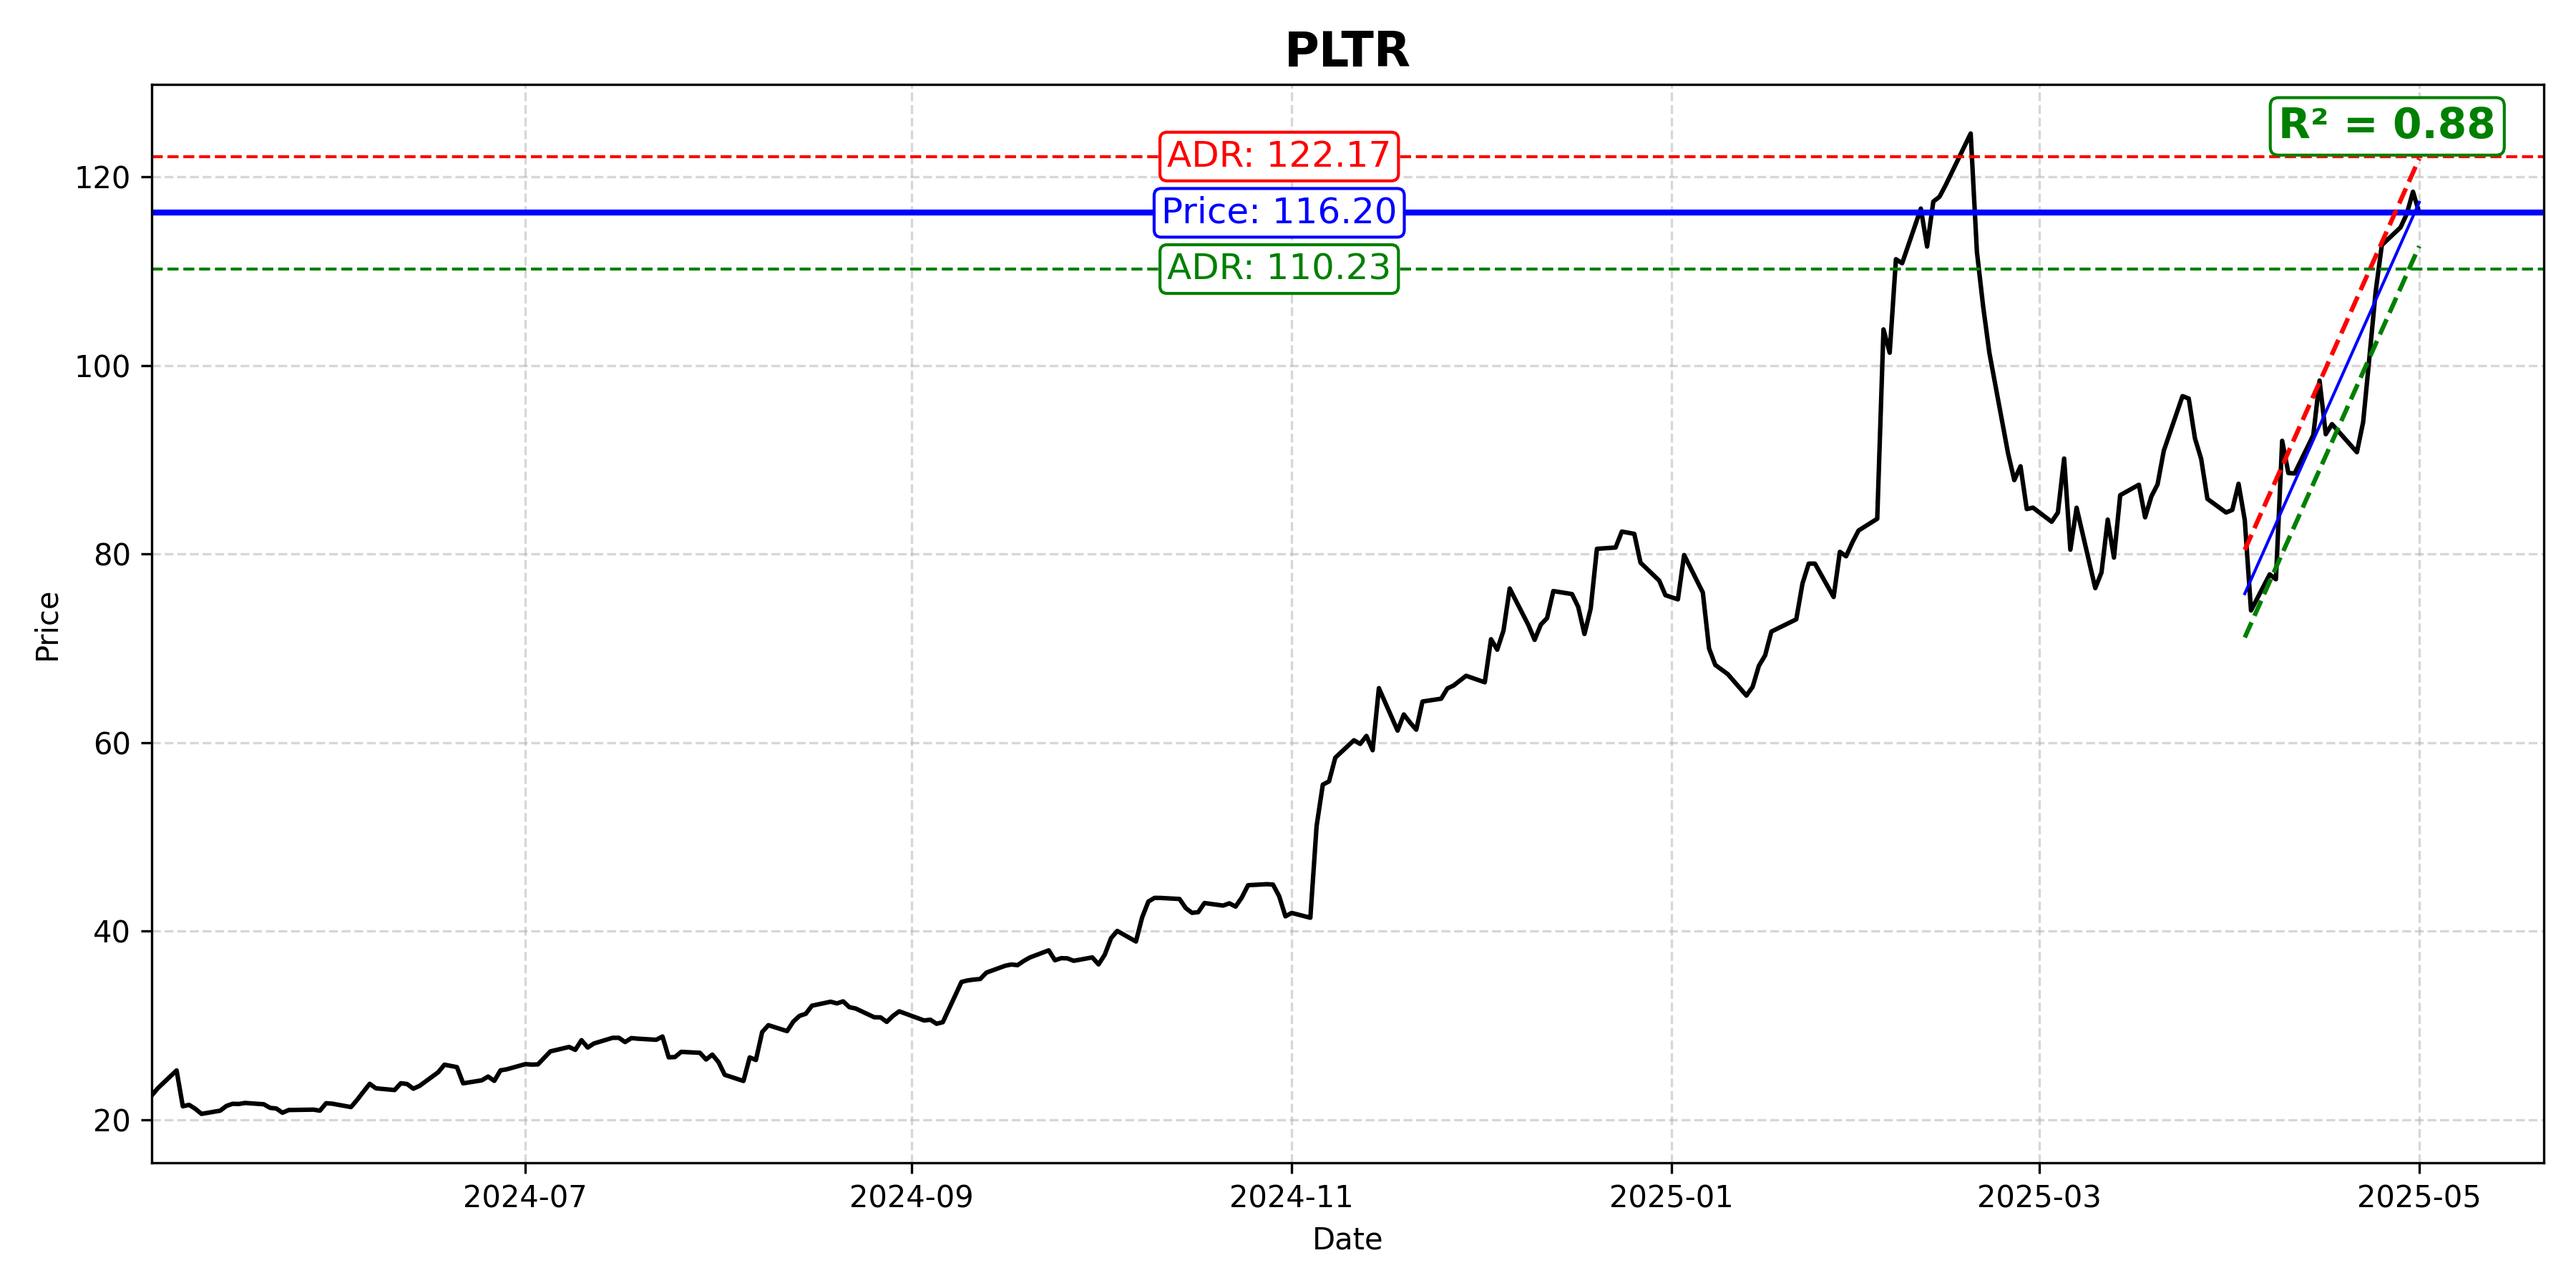 PLTR
R² = 0.88
ADR: 122.17
Price: 116.20
ADR: 110.23
120
100
80
60
40
20
Price
2024-07
2024-09
2024-11
2025-01
2025-03
2025-05
Date